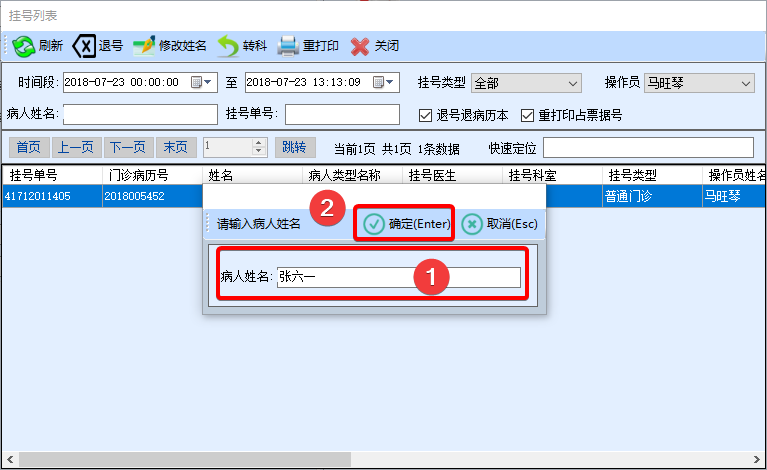 挂号列表
刷新 退号 修改姓名 转科 重打印 关闭
时间段: 2018-07-23 00:00:00 至 2018-07-23 13:13:09 挂号类型 全部 操作员 马旺琴
病人姓名: 挂号单号: 退号退病历本 重打印占票据号
首页 上一页 下一页 末页 1 跳转 当前1页 共1页 1条数据 快速定位
挂号单号 门诊病历号 姓名 病人类型名称 挂号医生 挂号科室 挂号类型 操作员姓名
41712011405 2018005452 普通门诊 马旺琴
请输入病人姓名 2 确定(Enter) 取消(Esc)
病人姓名: 张六一 1